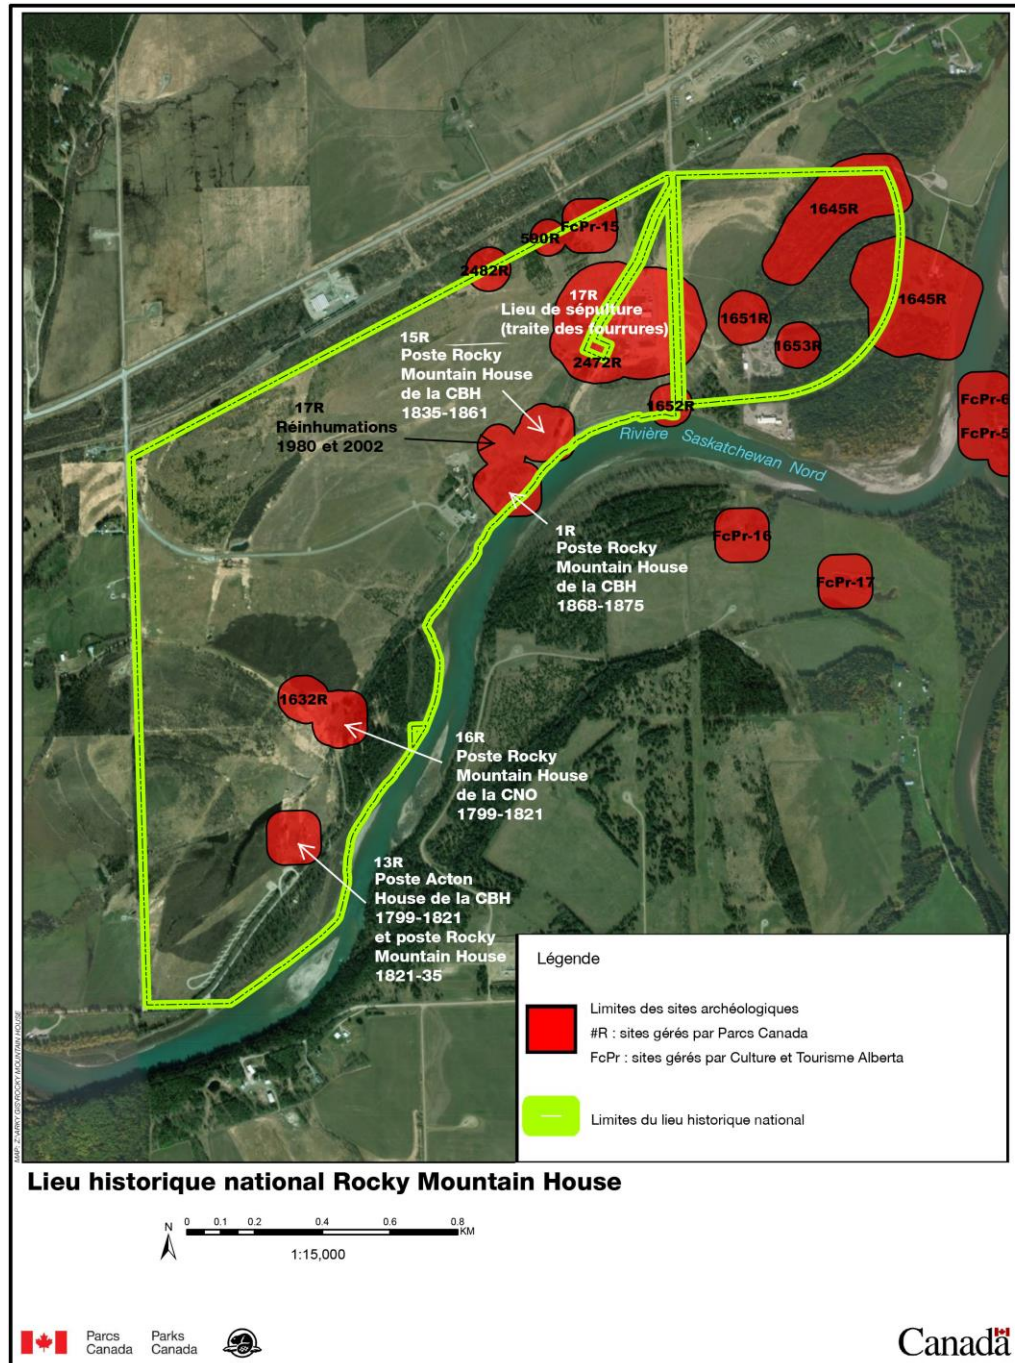 FcPr-15
590R
2482R
1645R
1645R
17R
Lieu de sépulture
(traite des fourrures)
2472R
1651R
1653R
1652R
15R
Poste Rocky
Mountain House
de la CBH
1835-1861
17R
Réinhumations
1980 et 2002
Rivière Saskatchewan Nord
FcPr-6
FcPr-5
FcPr-16
FcPr-17
1R
Poste Rocky
Mountain House
de la CBH
1868-1875
1632R
16R
Poste Rocky
Mountain House
de la CNO
1799-1821
13R
Poste Acton
House de la CBH
1799-1821
et poste Rocky
Mountain House
1821-35
Légende
Limites des sites archéologiques
#R : sites gérés par Parcs Canada
FcPr : sites gérés par Culture et Tourisme Alberta
Limites du lieu historique national
MAP: Z:\ARKY GIS\ROCKY MOUNTAIN HOUSE
Lieu historique national Rocky Mountain House
N
0 0.1 0.2 0.4 0.6 0.8
KM
1:15,000
Parcs Parks
Canada Canada
Canada